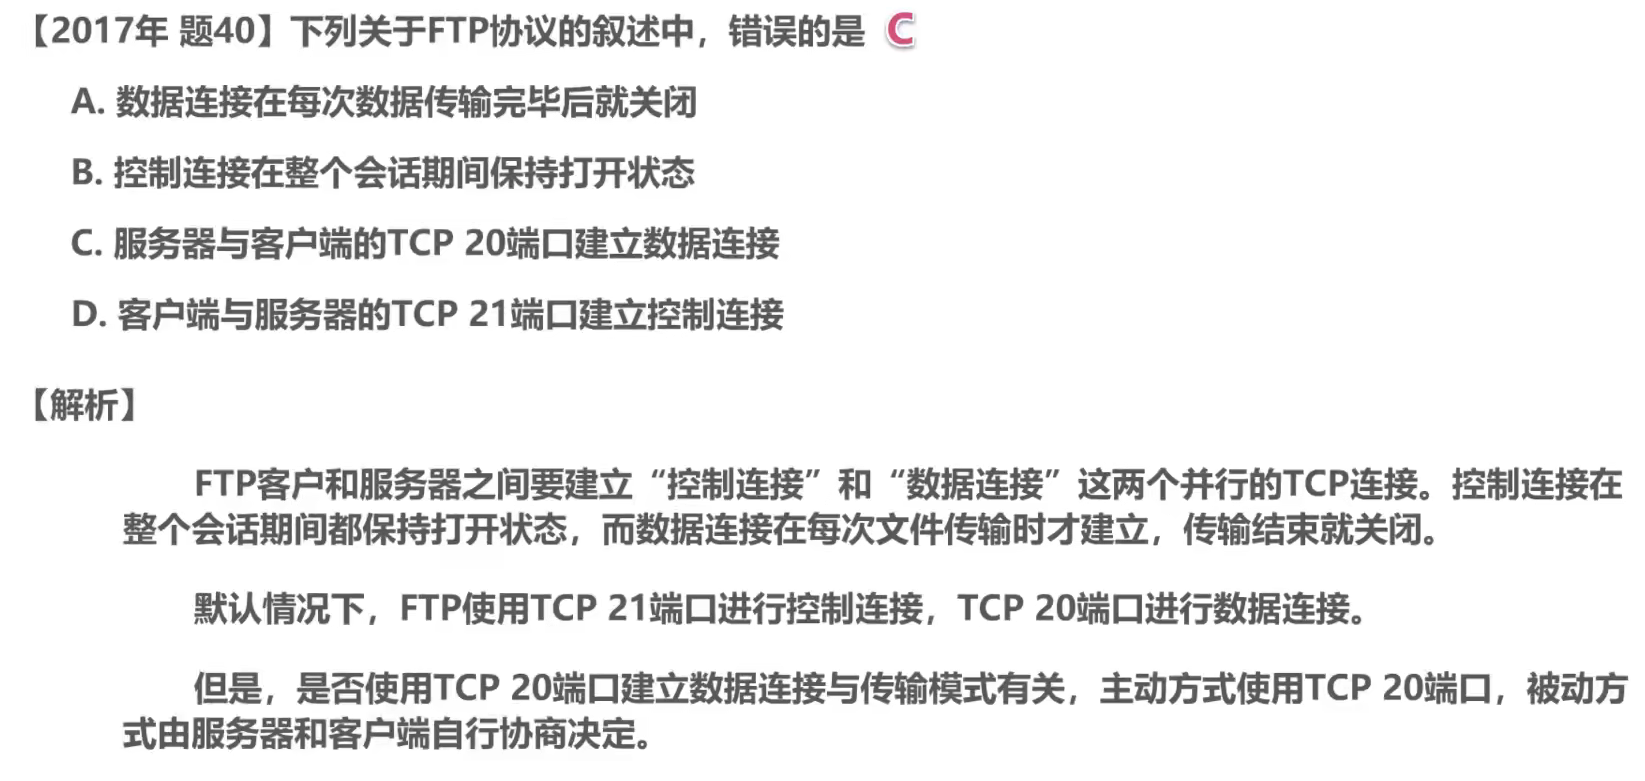 【2017年 题40】下列关于FTP协议的叙述中，错误的是 C
A. 数据连接在每次数据传输完毕后就关闭
B. 控制连接在整个会话期间保持打开状态
C. 服务器与客户端的TCP 20端口建立数据连接
D. 客户端与服务器的TCP 21端口建立控制连接
【解析】
FTP客户和服务器之间要建立“控制连接”和“数据连接”这两个并行的TCP连接。控制连接在
整个会话期间都保持打开状态，而数据连接在每次文件传输时才建立，传输结束就关闭。
默认情况下，FTP使用TCP 21端口进行控制连接，TCP 20端口进行数据连接。
但是，是否使用TCP 20端口建立数据连接与传输模式有关，主动方式使用TCP 20端口，被动方
式由服务器和客户端自行协商决定。